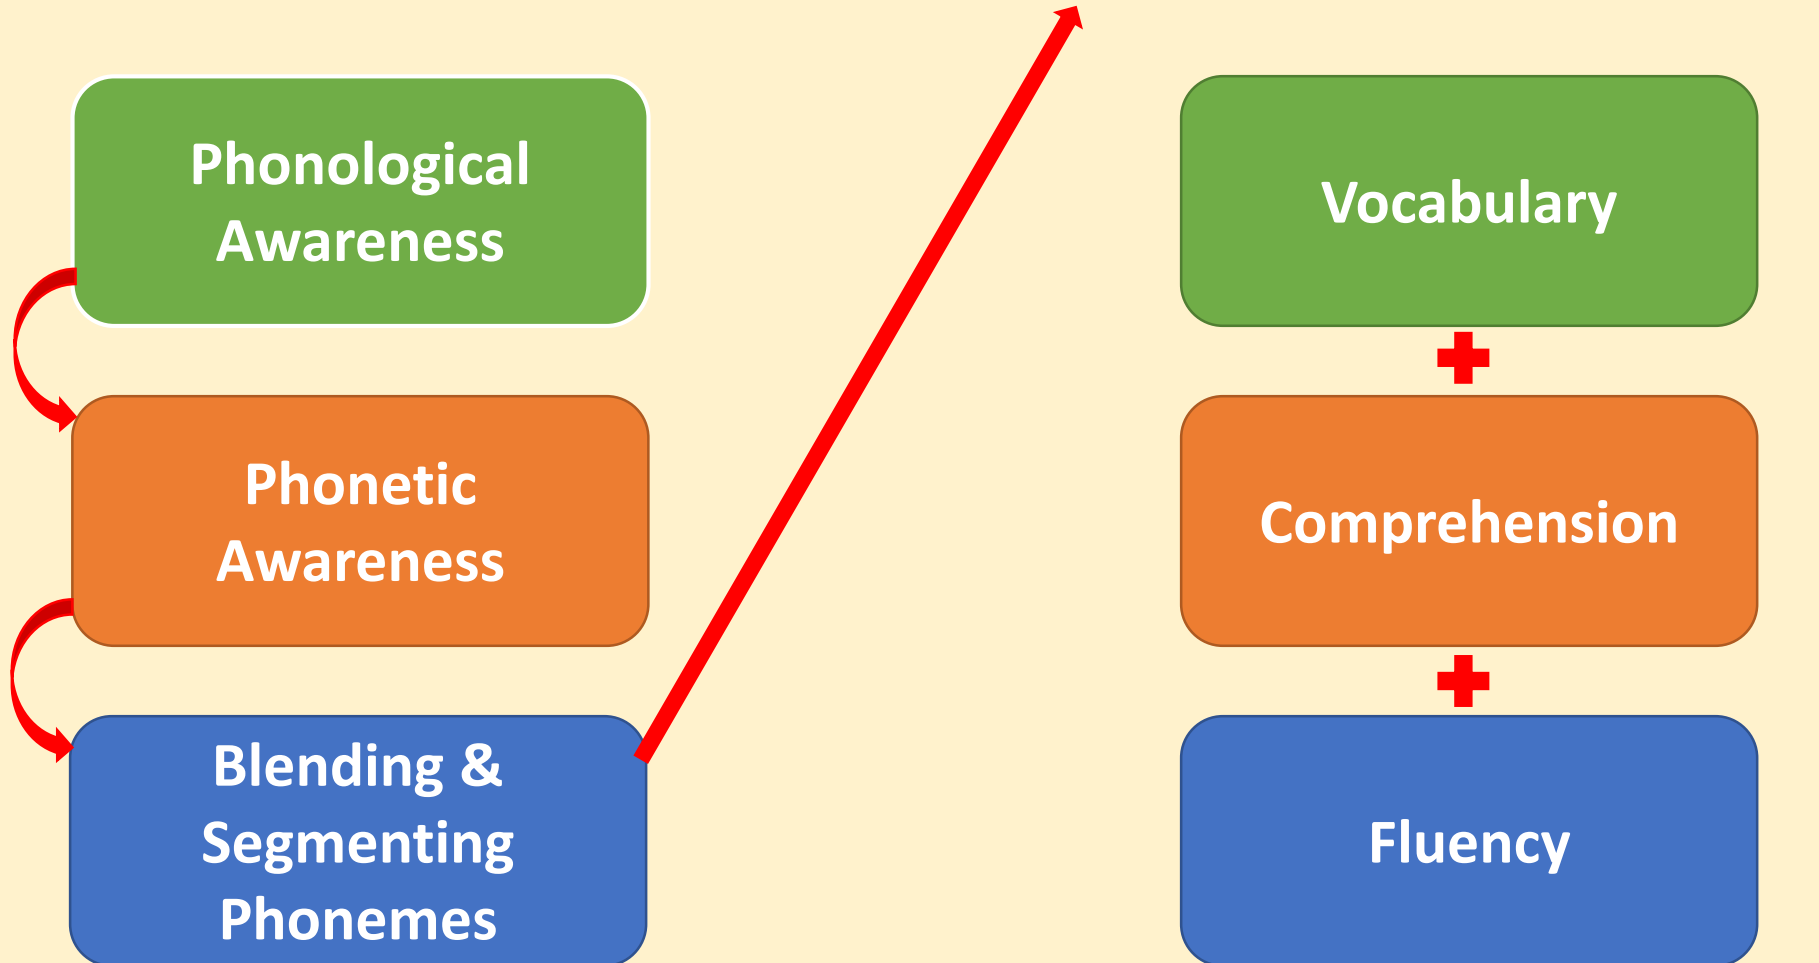 Phonological
Awareness
Phonetic
Awareness
Blending &
Segmenting
Phonemes
Vocabulary
Comprehension
Fluency